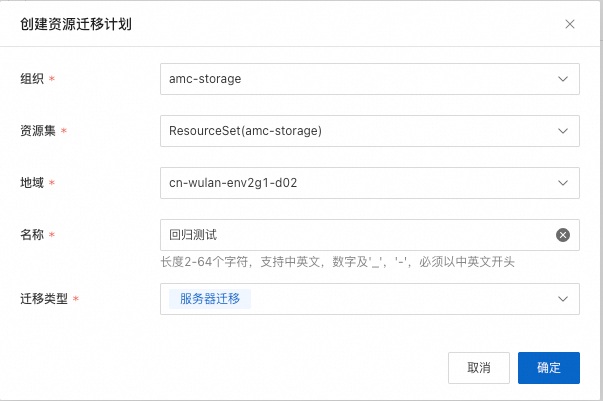 创建资源迁移计划
组织 * amc-storage
资源集 * ResourceSet(amc-storage)
地域 * cn-wulan-env2g1-d02
名称 * 回归测试
长度2-64个字符，支持中英文，数字及'_'，'-'，必须以中英文开头
迁移类型 * 服务器迁移
取消 确定